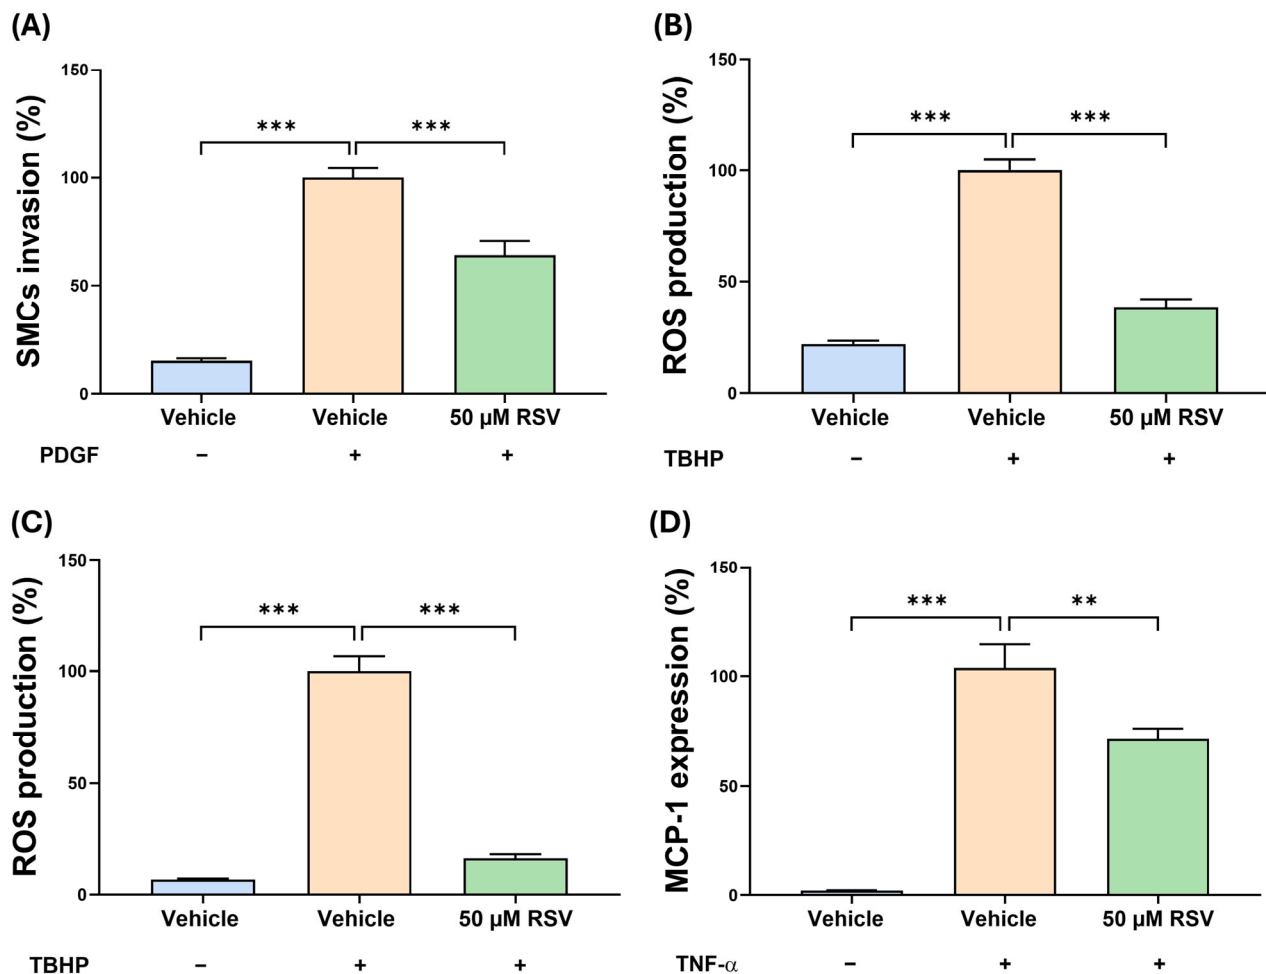 (A)
SMCs invasion (%)
150
100
50
0
***
***
Vehicle
Vehicle
50 µM RSV
PDGF
–
+
+
(B)
ROS production (%)
150
100
50
0
***
***
Vehicle
Vehicle
50 µM RSV
TBHP
–
+
+
(C)
ROS production (%)
150
100
50
0
***
***
Vehicle
Vehicle
50 µM RSV
TBHP
–
+
+
(D)
MCP-1 expression (%)
150
100
50
0
***
**
Vehicle
Vehicle
50 µM RSV
TNF-α
–
+
+